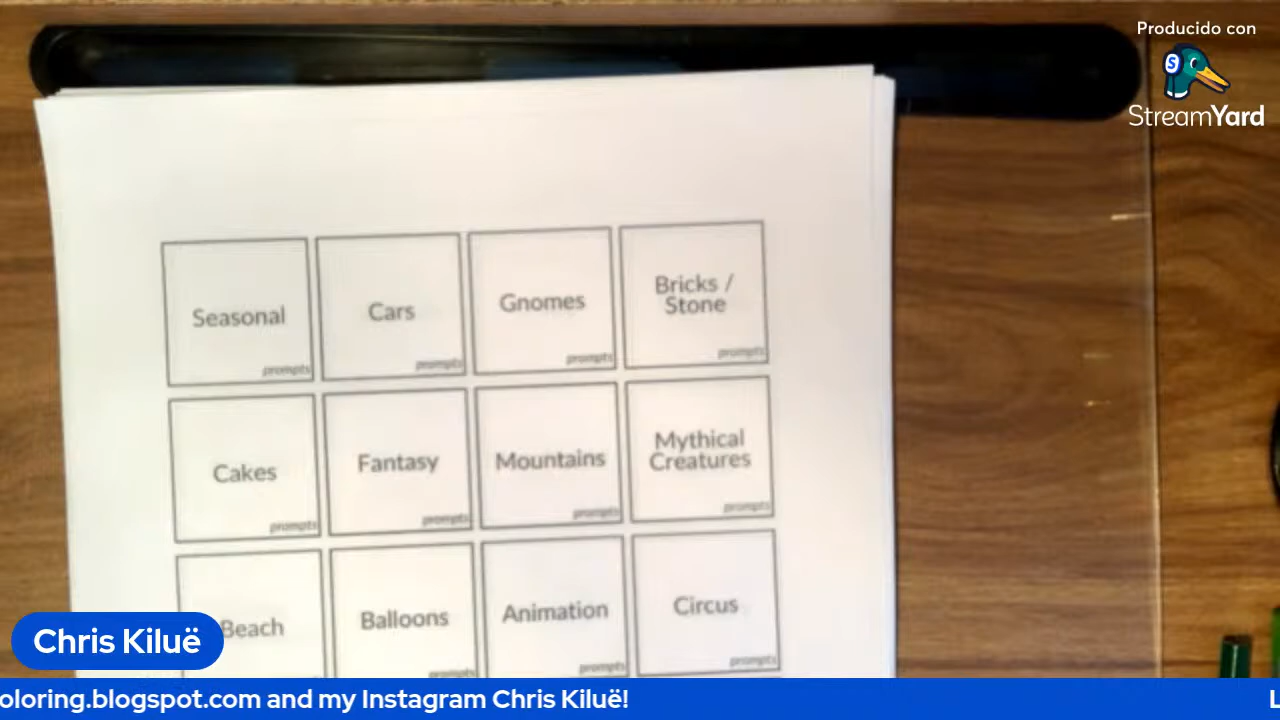 Producido con
StreamYard
Seasonal
prompts
Cars
prompts
Gnomes
prompts
Bricks /
Stone
prompts
Cakes
prompts
Fantasy
prompts
Mountains
prompts
Mythical
Creatures
prompts
Beach
Balloons
prompts
Animation
prompts
Circus
prompts
Chris Kiluë
oloring.blogspot.com and my Instagram Chris Kiluë!
L